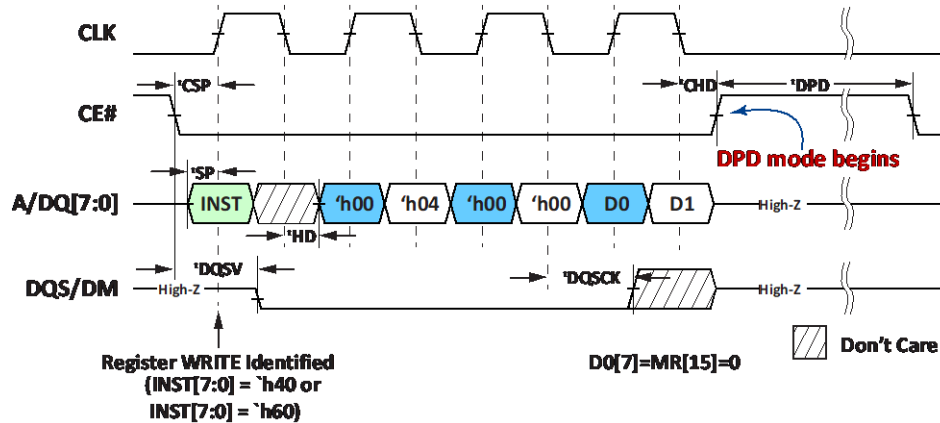 CLK
ᵗCSP
ᵗCHD
ᵗDPD
CE#
DPD mode begins
ᵗSP
A/DQ[7:0]
INST
‘h00
‘h04
‘h00
‘h00
D0
D1
High-Z
ᵗHD
ᵗDQSV
ᵗDQSCK
DQS/DM
High-Z
High-Z
Register WRITE Identified
(INST[7:0] = `h40 or
INST[7:0] = `h60)
D0[7]=MR[15]=0
Don't Care